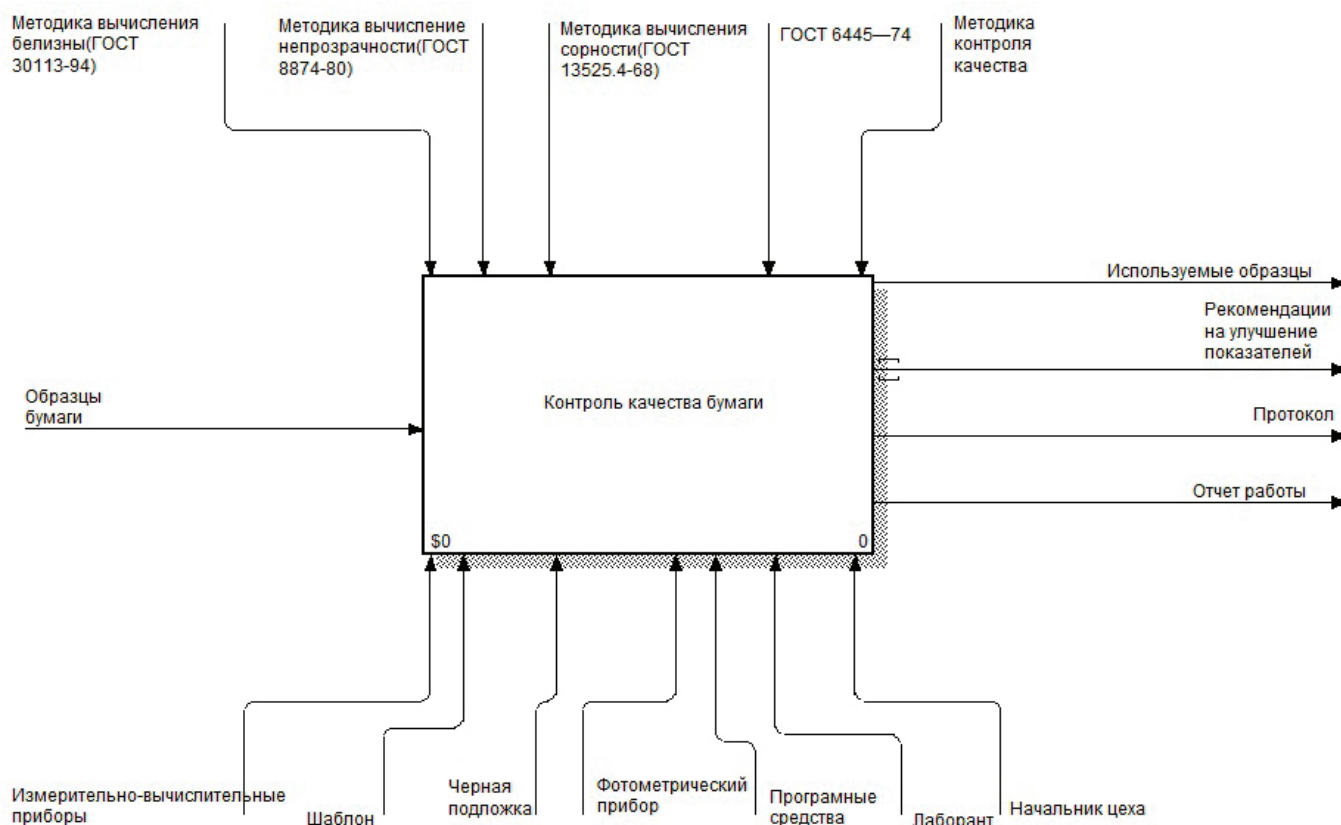 Методика вычисления
белизны(ГОСТ
30113-94)
Методика вычисление
непрозрачности(ГОСТ
8874-80)
Методика вычисления
сорности(ГОСТ
13525.4-68)
ГОСТ 6445—74
Методика
контроля
качества
Используемые образцы
Рекомендации
на улучшение
показателей
Образцы
бумаги
Контроль качества бумаги
Протокол
Отчет работы
$0
0
Измерительно-вычислительные
приборы
Шаблон
Черная
подложка
Фотометрический
прибор
Програмные
средства
Лаборант
Начальник цеха